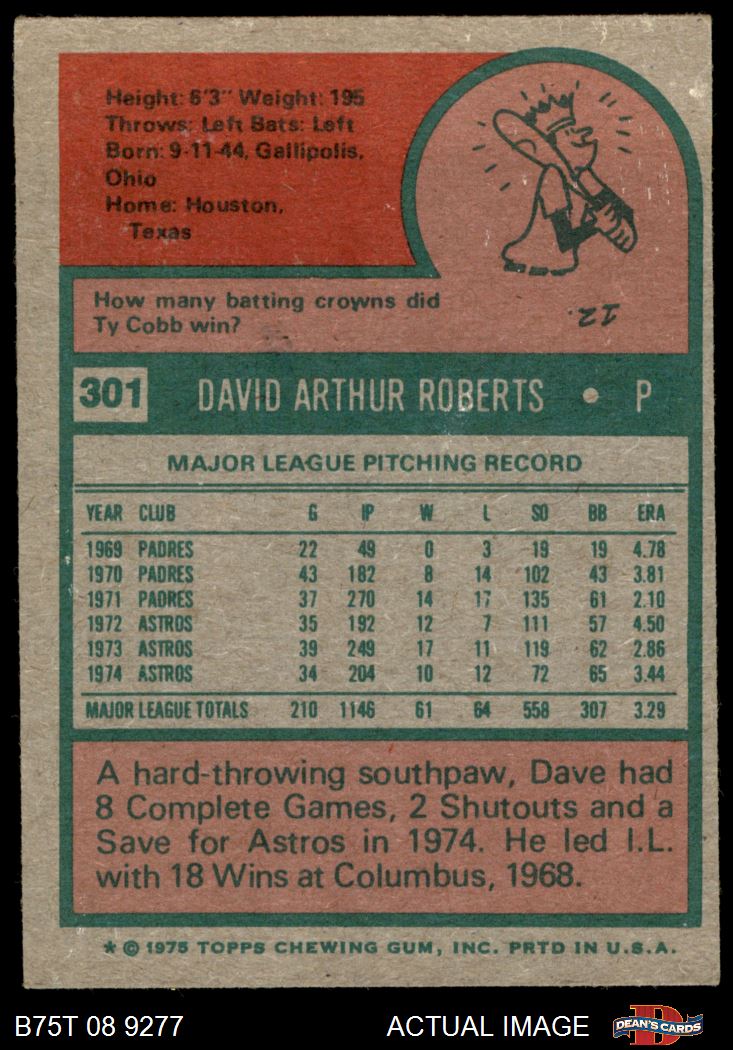 Height: 6'3" Weight: 195
Throws: Left Bats: Left
Born: 9-11-44, Gallipolis,
Ohio
Home: Houston,
Texas
How many batting crowns did
Ty Cobb win?
12.
301 DAVID ARTHUR ROBERTS • P
MAJOR LEAGUE PITCHING RECORD
YEAR CLUB G IP W L SO BB ERA
1969 PADRES 22 49 0 3 19 19 4.78
1970 PADRES 43 182 8 14 102 43 3.81
1971 PADRES 37 270 14 17 135 61 2.10
1972 ASTROS 35 192 12 7 111 57 4.50
1973 ASTROS 39 249 17 11 119 62 2.86
1974 ASTROS 34 204 10 12 72 65 3.44
MAJOR LEAGUE TOTALS 210 1146 61 64 558 307 3.29
A hard-throwing southpaw, Dave had
8 Complete Games, 2 Shutouts and a
Save for Astros in 1974. He led I.L.
with 18 Wins at Columbus, 1968.
* © 1975 TOPPS CHEWING GUM, INC. PRTD IN U.S.A.
B75T 08 9277 ACTUAL IMAGE DEAN'S CARDS